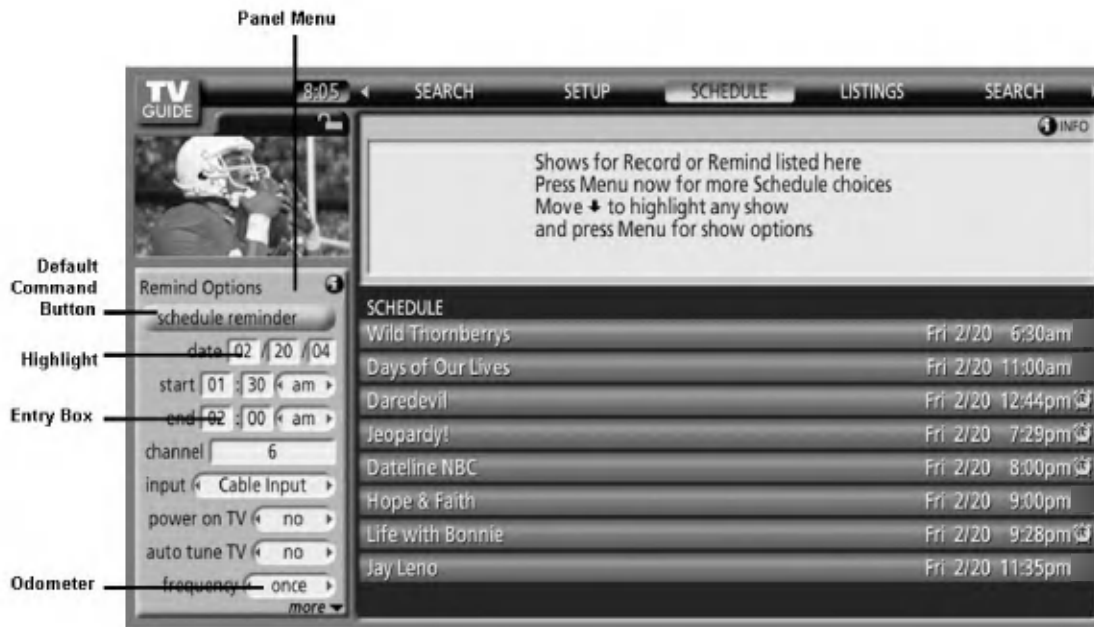 Panel Menu
TV
GUIDE
8:05
SEARCH SETUP SCHEDULE LISTINGS SEARCH
INFO
Shows for Record or Remind listed here
Press Menu now for more Schedule choices
Move to highlight any show
and press Menu for show options
Default
Command
Button
Highlight
Entry Box
Odometer
Remind Options
schedule reminder
date 02 / 20 / 04
start 01 : 30 am
end 02 : 00 am
channel 6
input Cable Input
power on TV no
auto tune TV no
frequency once
more
SCHEDULE
Wild Thornberrys Fri 2/20 6:30am
Days of Our Lives Fri 2/20 11:00am
Daredevil Fri 2/20 12:44pm
Jeopardy! Fri 2/20 7:29pm
Dateline NBC Fri 2/20 8:00pm
Hope & Faith Fri 2/20 9:00pm
Life with Bonnie Fri 2/20 9:28pm
Jay Leno Fri 2/20 11:35pm